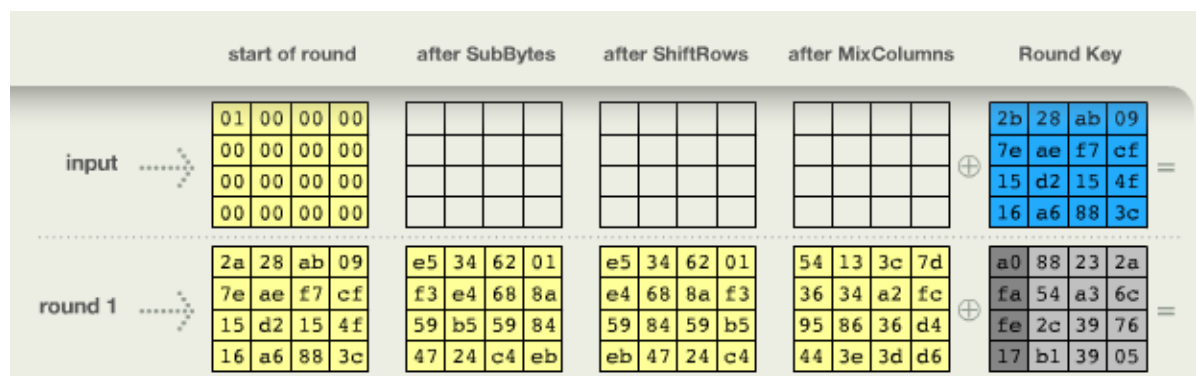 start of round after SubBytes after ShiftRows after MixColumns Round Key
01 00 00 00 2b 28 ab 09
00 00 00 00 7e ae f7 cf
input 00 00 00 00 ⊕ 15 d2 15 4f =
00 00 00 00 16 a6 88 3c
2a 28 ab 09 e5 34 62 01 e5 34 62 01 54 13 3c 7d a0 88 23 2a
7e ae f7 cf f3 e4 68 8a e4 68 8a f3 36 34 a2 fc fa 54 a3 6c
round 1 15 d2 15 4f 59 b5 59 84 59 84 59 b5 95 86 36 d4 ⊕ fe 2c 39 76 =
16 a6 88 3c 47 24 c4 eb eb 47 24 c4 44 3e 3d d6 17 b1 39 05